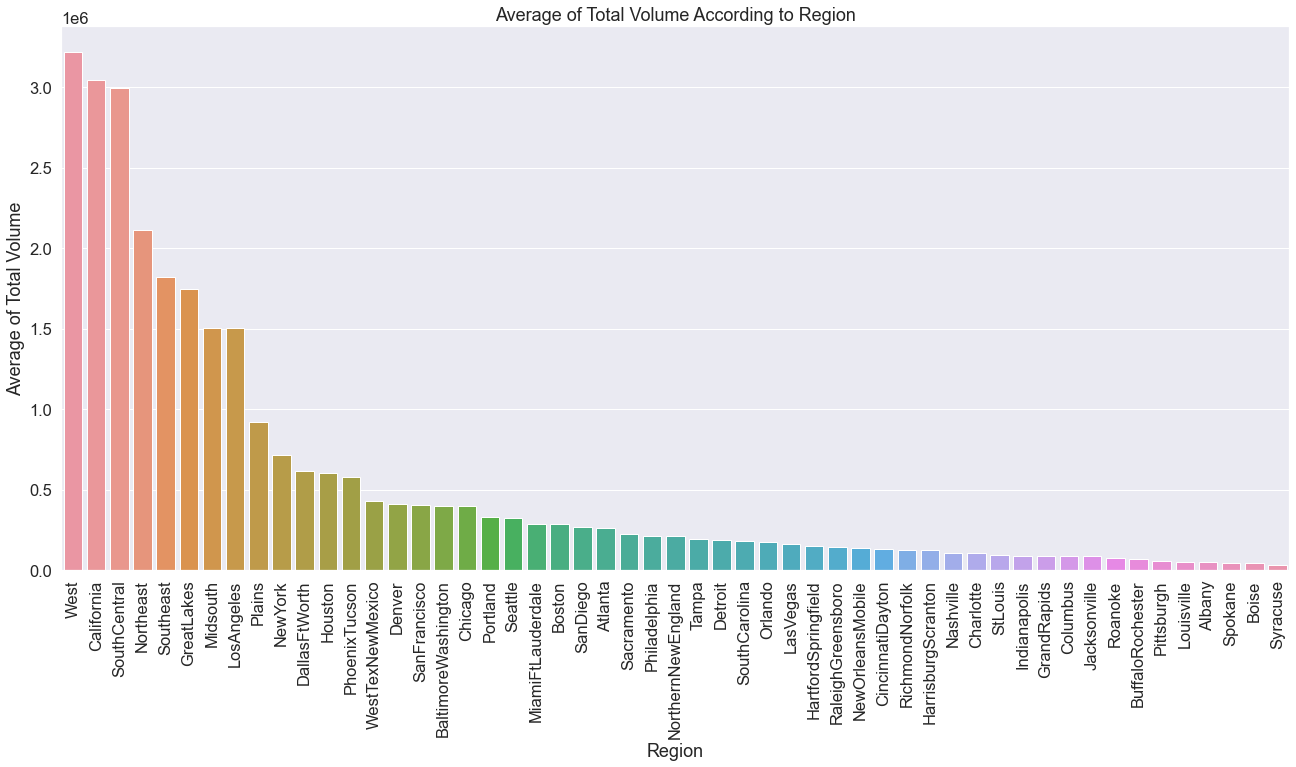 Average of Total Volume According to Region
1e6
3.0
2.5
2.0
1.5
1.0
0.5
0.0
Average of Total Volume
West
California
SouthCentral
Northeast
Southeast
GreatLakes
Midsouth
LosAngeles
Plains
NewYork
DallasFtWorth
Houston
PhoenixTucson
WestTexNewMexico
Denver
SanFrancisco
BaltimoreWashington
Chicago
Portland
Seattle
MiamiFtLauderdale
Boston
SanDiego
Atlanta
Sacramento
Philadelphia
NorthernNewEngland
Tampa
Detroit
SouthCarolina
Orlando
LasVegas
HartfordSpringfield
RaleighGreensboro
NewOrleansMobile
CincinnatiDayton
RichmondNorfolk
HarrisburgScranton
Nashville
Charlotte
StLouis
Indianapolis
GrandRapids
Columbus
Jacksonville
Roanoke
BuffaloRochester
Pittsburgh
Louisville
Albany
Spokane
Boise
Syracuse
Region